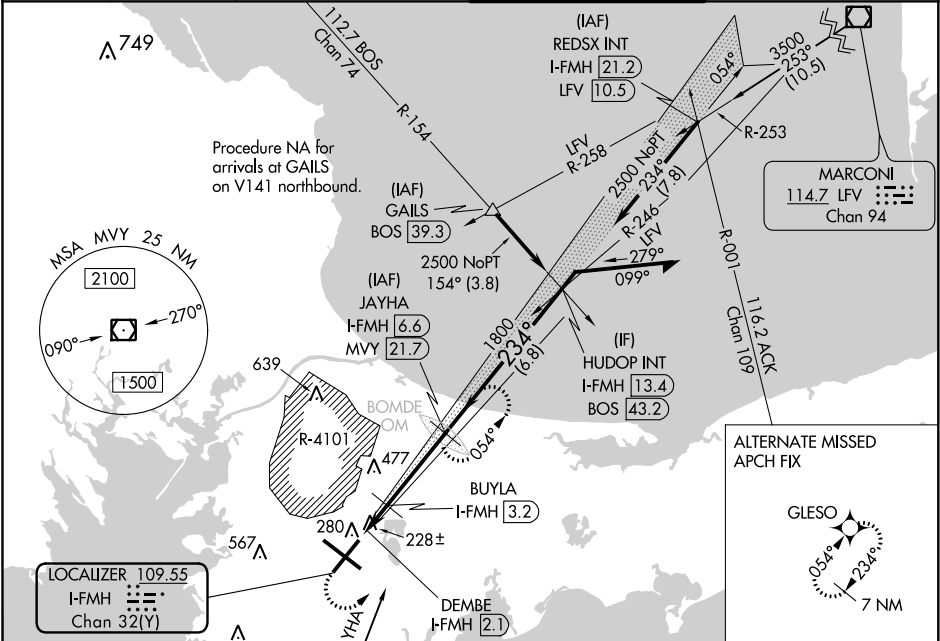 749
112.7 BOS
Chan 74
R-154
Procedure NA for
arrivals at GAILS
on V141 northbound.
(IAF)
REDSX INT
I-FMH 21.2
LFV 10.5
054°
3500
253°
(10.5)
R-253
MARCONI
114.7 LFV
Chan 94
LFV
R-258
2500 NoPT
234°
(7.8)
R-246
LFV
279°
099°
R-001
116.2 ACK
Chan 109
(IAF)
GAILS
BOS 39.3
2500 NoPT
154° (3.8)
MSA MVY 25 NM
2100
270°
090°
1500
(IAF)
JAYHA
I-FMH 6.6
MVY 21.7
1800
234°
(6.8)
(IF)
HUDOP INT
I-FMH 13.4
BOS 43.2
639
R-4101
BOMDE
OM
054°
477
BUYLA
I-FMH 3.2
280
228±
567
LOCALIZER 109.55
I-FMH
Chan 32(Y)
YHA
DEMBE
I-FMH 2.1
ALTERNATE MISSED
APCH FIX
GLESO
054°
234°
7 NM